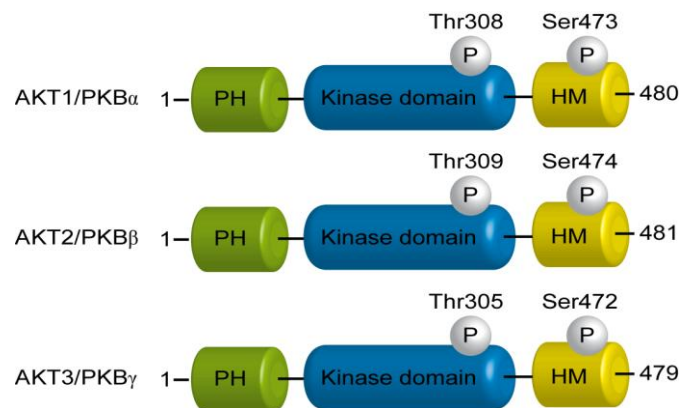 Thr308 Ser473
P P
AKT1/PKBα 1 PH Kinase domain HM 480
Thr309 Ser474
P P
AKT2/PKBβ 1 PH Kinase domain HM 481
Thr305 Ser472
P P
AKT3/PKBγ 1 PH Kinase domain HM 479